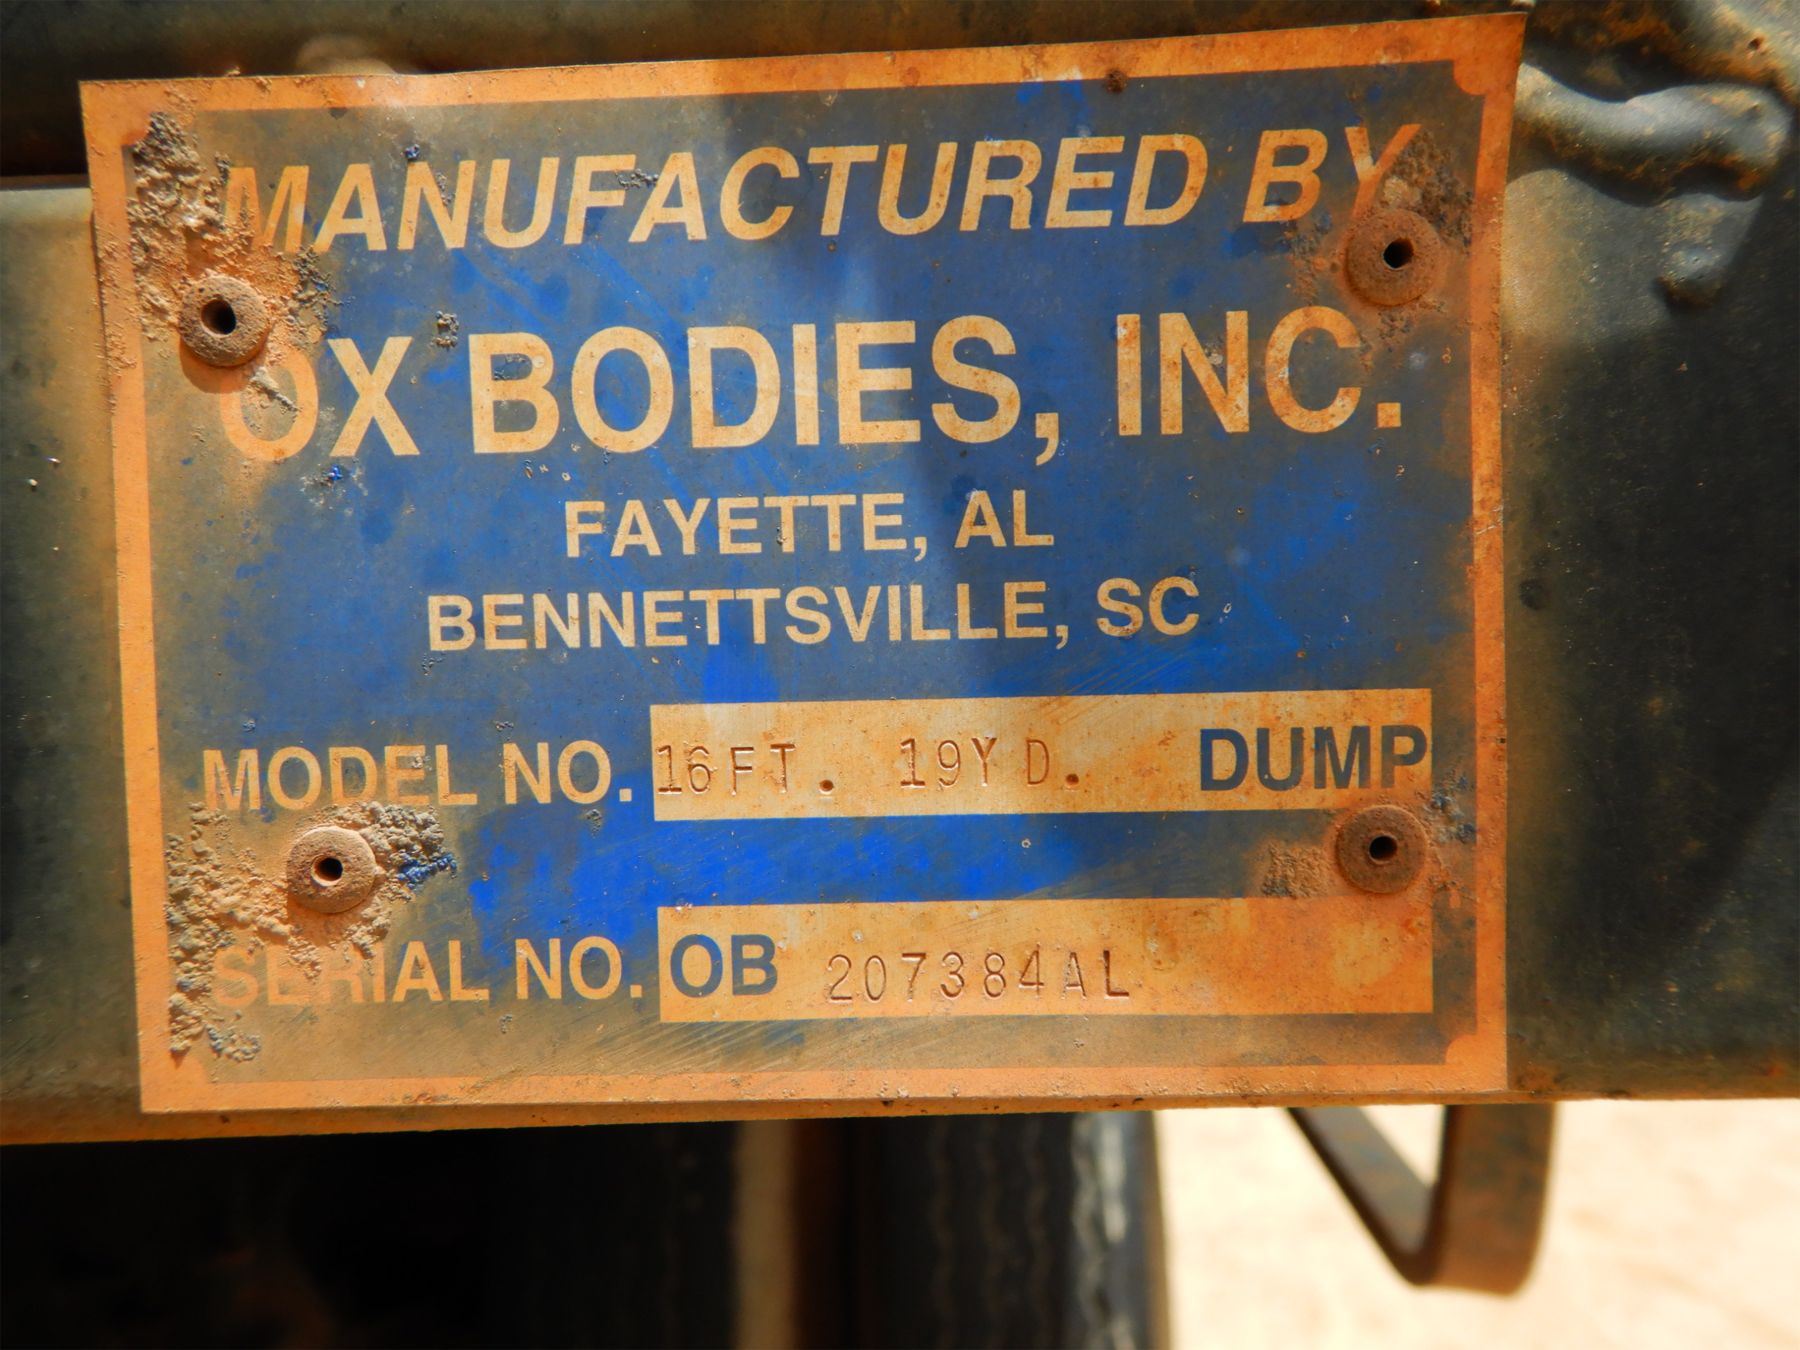 MANUFACTURED BY
OX BODIES, INC.
FAYETTE, AL
BENNETTSVILLE, SC
MODEL NO. 16FT. 19YD. DUMP
SERIAL NO. OB 207384AL